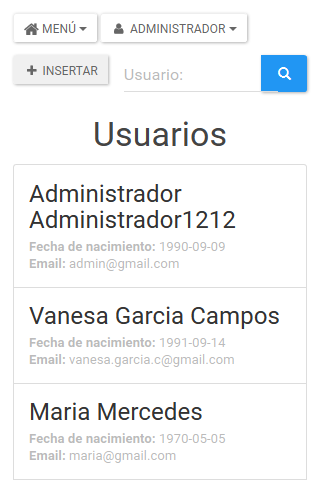 MENÚ
ADMINISTRADOR
INSERTAR
Usuario:
Usuarios
Administrador
Administrador1212
Fecha de nacimiento: 1990-09-09
Email: admin@gmail.com
Vanesa Garcia Campos
Fecha de nacimiento: 1991-09-14
Email: vanesa.garcia.c@gmail.com
Maria Mercedes
Fecha de nacimiento: 1970-05-05
Email: maria@gmail.com